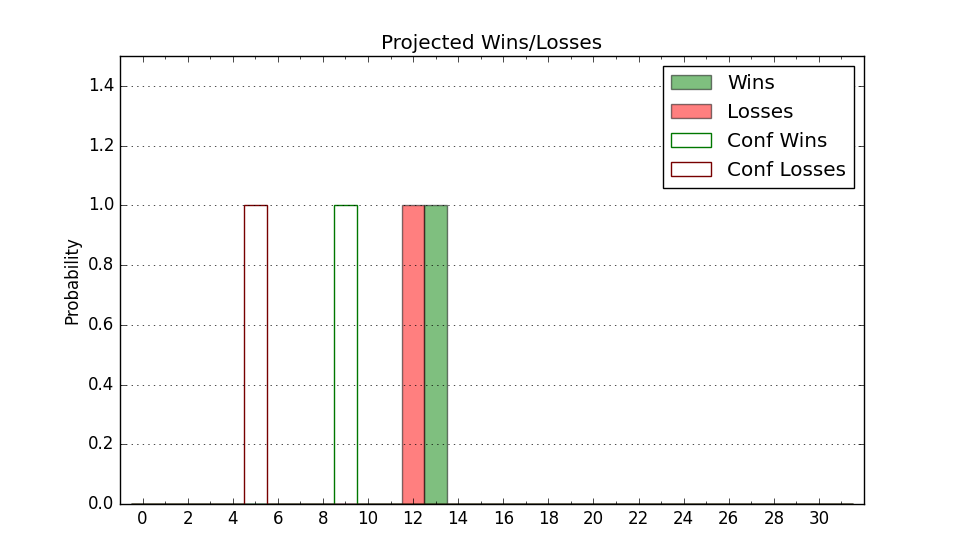 Projected Wins/Losses
1.4
1.2
1.0
0.8
0.6
0.4
0.2
0.0
Probability
Wins
Losses
Conf Wins
Conf Losses
0 2 4 6 8 10 12 14 16 18 20 22 24 26 28 30